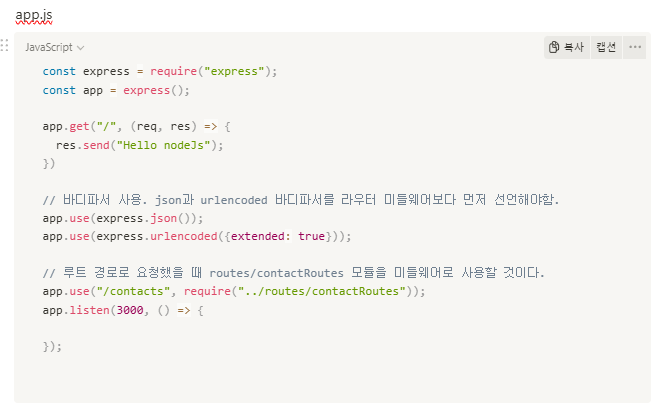 app.js
JavaScript
복사 캡션 ···
const express = require("express");
const app = express();
app.get("/", (req, res) => {
res.send("Hello nodeJs");
})
// 바디파서 사용. json과 urlencoded 바디파서를 라우터 미들웨어보다 먼저 선언해야함.
app.use(express.json());
app.use(express.urlencoded({extended: true}));
// 루트 경로로 요청했을 때 routes/contactRoutes 모듈을 미들웨어로 사용할 것이다.
app.use("/contacts", require("../routes/contactRoutes"));
app.listen(3000, () => {
});